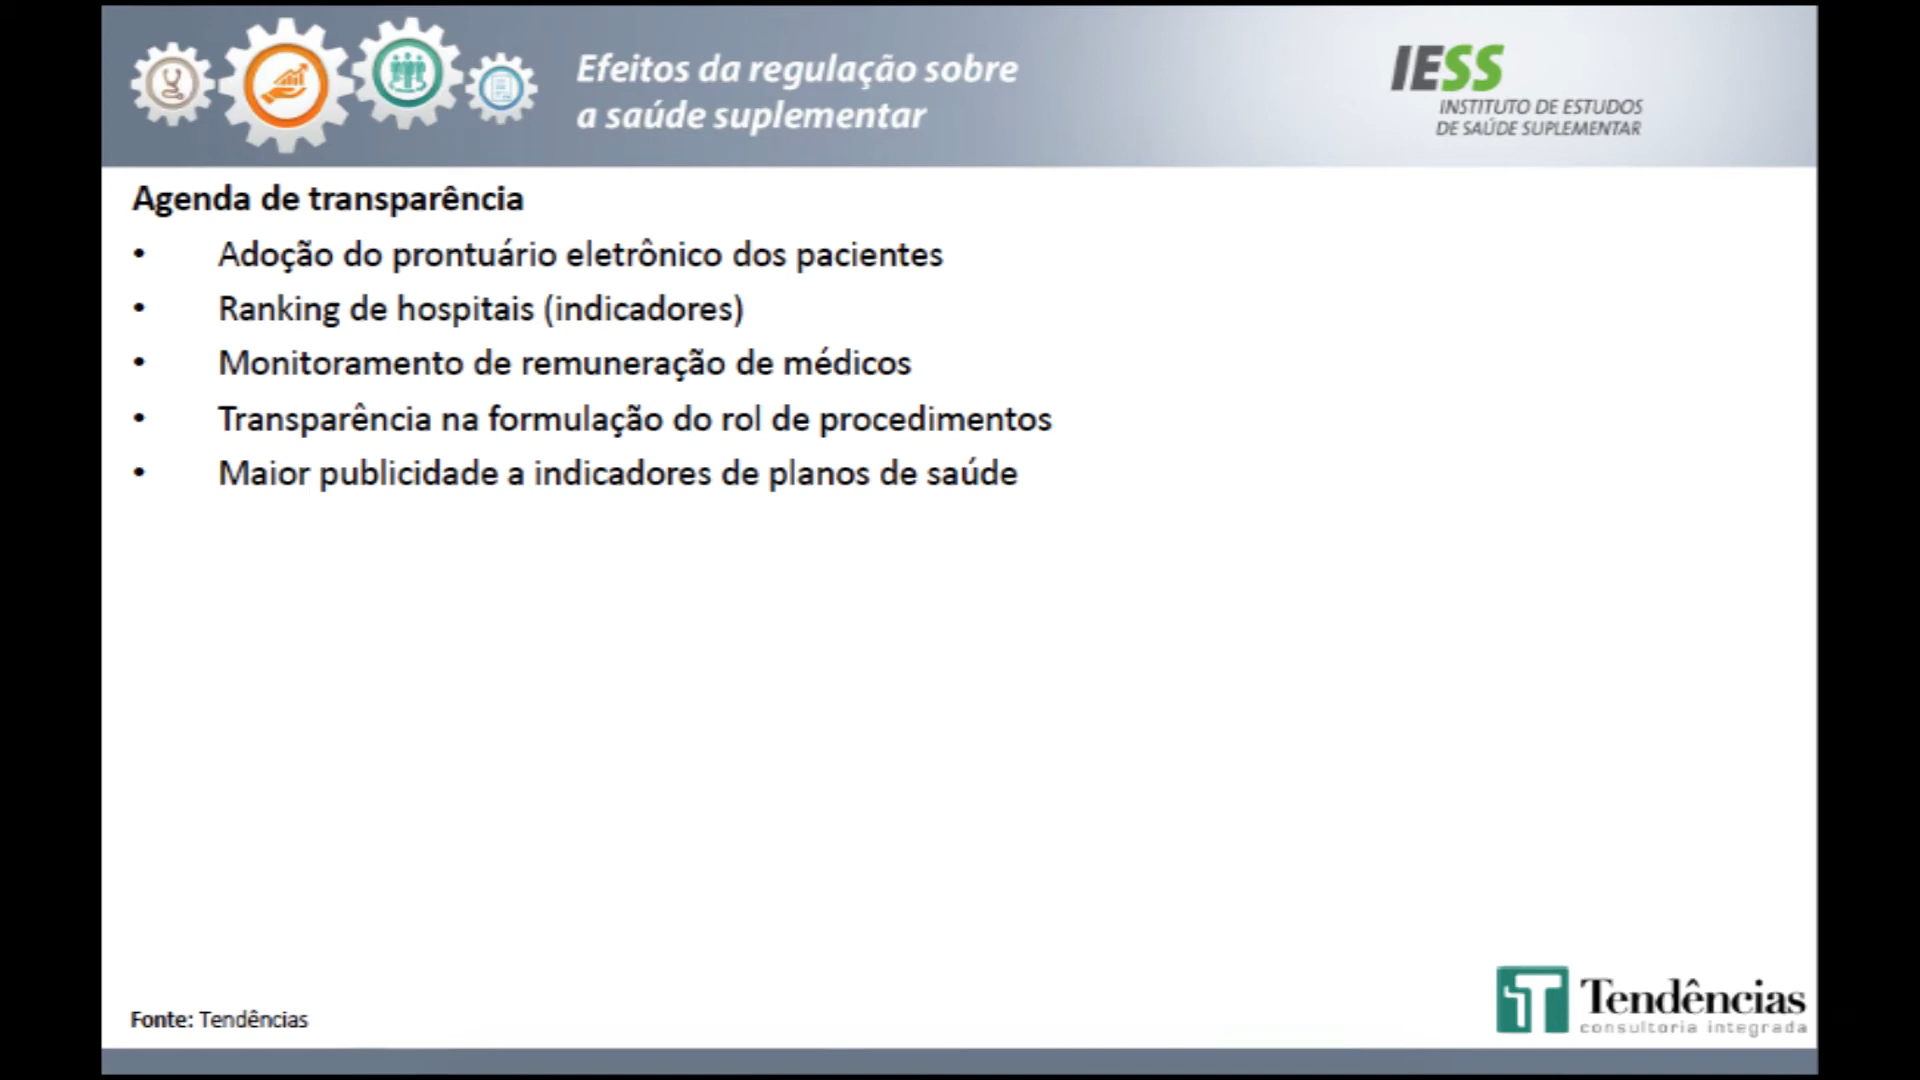 Efeitos da regulação sobre
a saúde suplementar
IESS
INSTITUTO DE ESTUDOS
DE SAÚDE SUPLEMENTAR
Agenda de transparência
• Adoção do prontuário eletrônico dos pacientes
• Ranking de hospitais (indicadores)
• Monitoramento de remuneração de médicos
• Transparência na formulação do rol de procedimentos
• Maior publicidade a indicadores de planos de saúde
Fonte: Tendências
Tendências
consultoria integrada